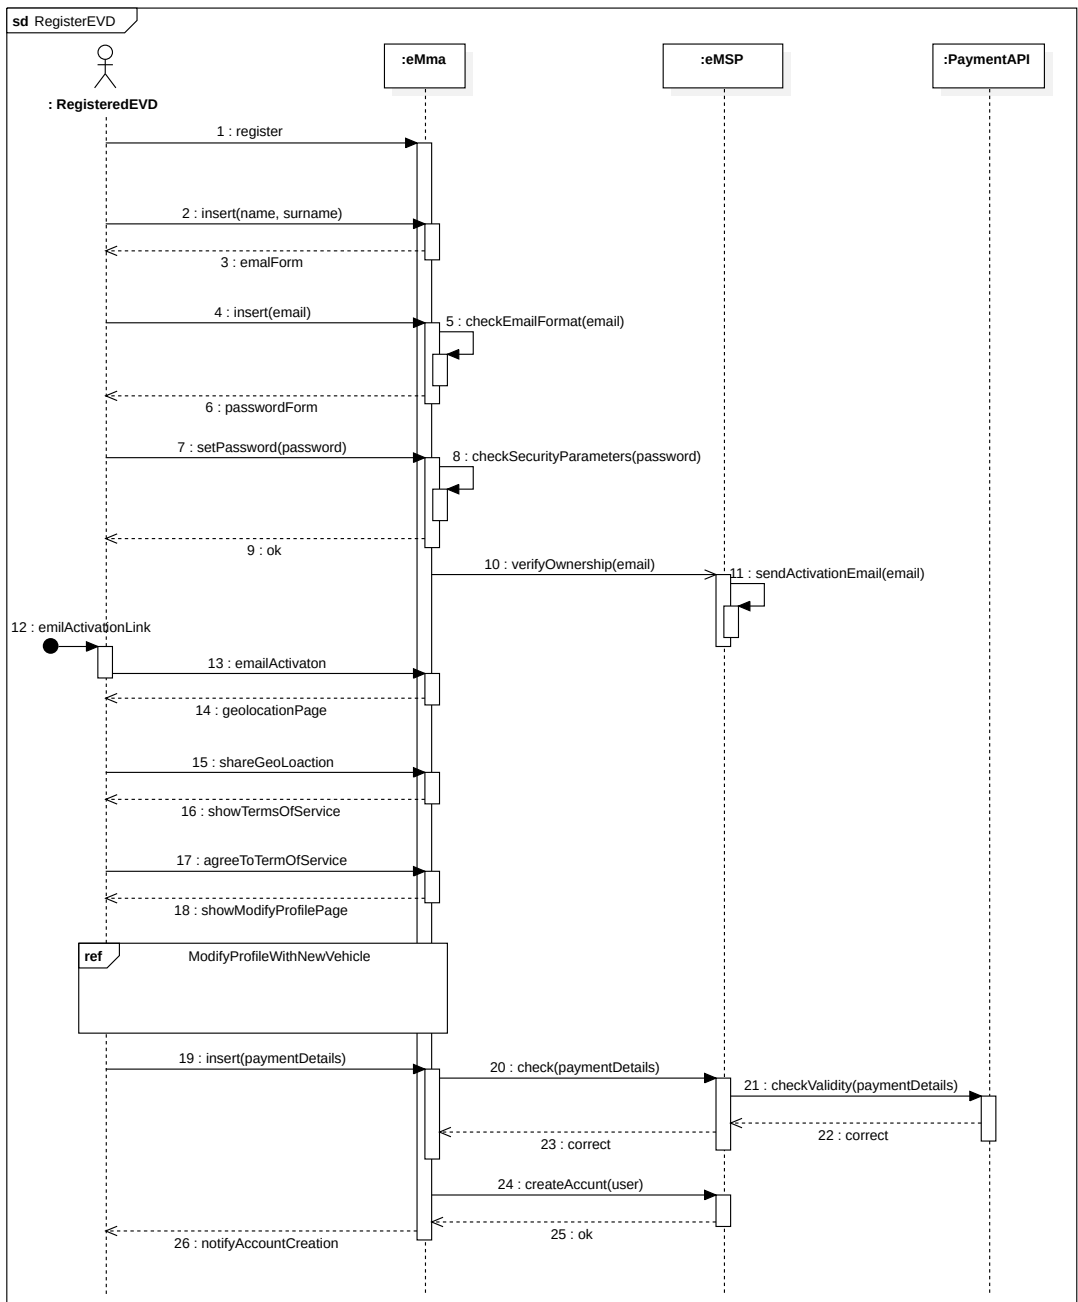 sd RegisterEVD
:eMma
:eMSP
:PaymentAPI
: RegisteredEVD
1 : register
2 : insert(name, surname)
3 : emalForm
4 : insert(email)
5 : checkEmailFormat(email)
6 : passwordForm
7 : setPassword(password)
8 : checkSecurityParameters(password)
9 : ok
10 : verifyOwnership(email)
11 : sendActivationEmail(email)
12 : emilActivationLink
13 : emailActivaton
14 : geolocationPage
15 : shareGeoLoaction
16 : showTermsOfService
17 : agreeToTermOfService
18 : showModifyProfilePage
ref
ModifyProfileWithNewVehicle
19 : insert(paymentDetails)
20 : check(paymentDetails)
21 : checkValidity(paymentDetails)
22 : correct
23 : correct
24 : createAccunt(user)
25 : ok
26 : notifyAccountCreation